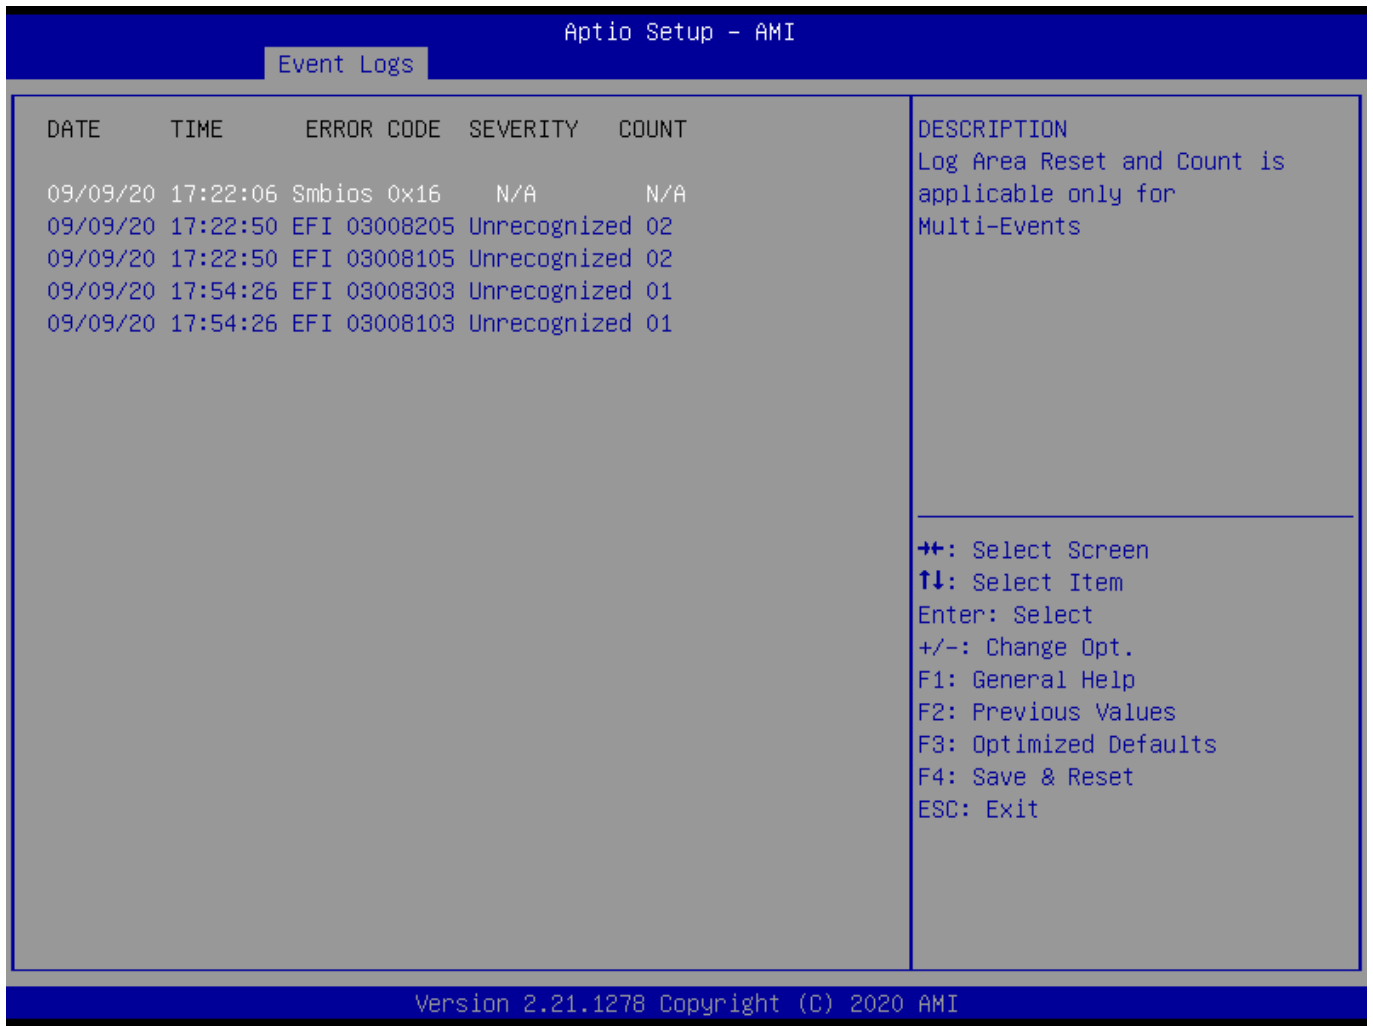 Aptio Setup – AMI
Event Logs
DATE TIME ERROR CODE SEVERITY COUNT
09/09/20 17:22:06 Smbios 0x16 N/A N/A
09/09/20 17:22:50 EFI 03008205 Unrecognized 02
09/09/20 17:22:50 EFI 03008105 Unrecognized 02
09/09/20 17:54:26 EFI 03008303 Unrecognized 01
09/09/20 17:54:26 EFI 03008103 Unrecognized 01
DESCRIPTION
Log Area Reset and Count is
applicable only for
Multi-Events
→←: Select Screen
↑↓: Select Item
Enter: Select
+/-: Change Opt.
F1: General Help
F2: Previous Values
F3: Optimized Defaults
F4: Save & Reset
ESC: Exit
Version 2.21.1278 Copyright (C) 2020 AMI